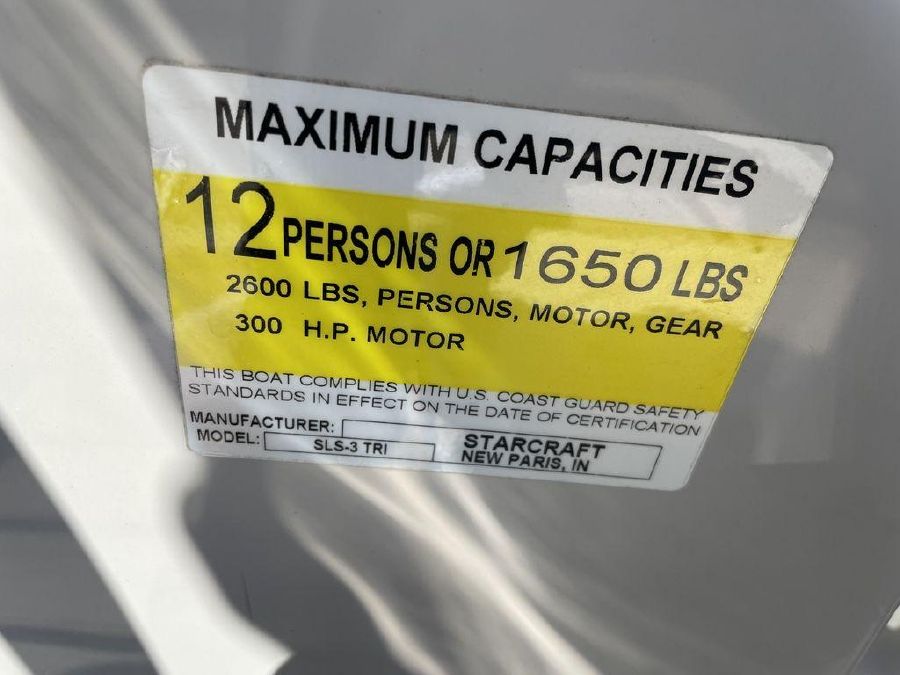 MAXIMUM CAPACITIES
12 PERSONS OR 1650 LBS
2600 LBS, PERSONS, MOTOR, GEAR
300 H.P. MOTOR
THIS BOAT COMPLIES WITH U.S. COAST GUARD SAFETY
STANDARDS IN EFFECT ON THE DATE OF CERTIFICATION
MANUFACTURER: STARCRAFT
MODEL: SLS-3 TRI NEW PARIS, IN